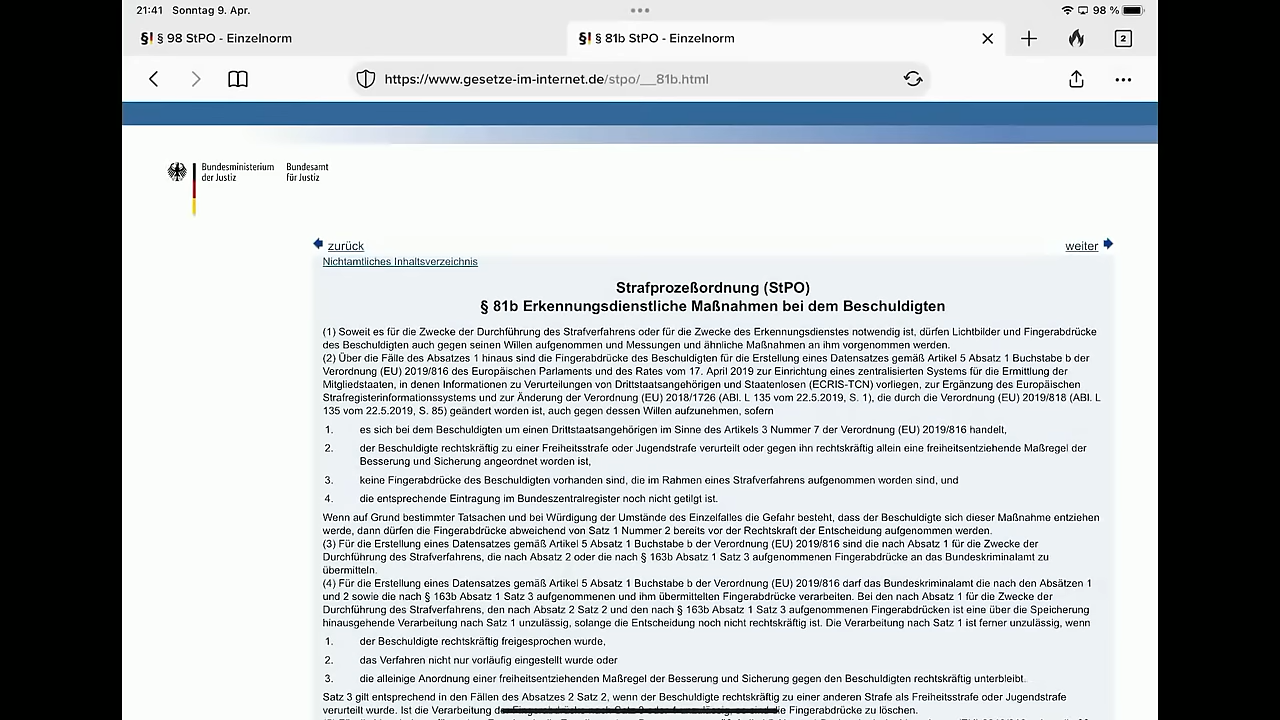 21:41 Sonntag 9. Apr.
98 %
§ 98 StPO - Einzelnorm
§ 81b StPO - Einzelnorm
2
https://www.gesetze-im-internet.de/stpo/__81b.html
Bundesministerium der Justiz
Bundesamt für Justiz
zurück
weiter
Nichtamtliches Inhaltsverzeichnis
Strafprozeßordnung (StPO)
§ 81b Erkennungsdienstliche Maßnahmen bei dem Beschuldigten
(1) Soweit es für die Zwecke der Durchführung des Strafverfahrens oder für die Zwecke des Erkennungsdienstes notwendig ist, dürfen Lichtbilder und Fingerabdrücke
des Beschuldigten auch gegen seinen Willen aufgenommen und Messungen und ähnliche Maßnahmen an ihm vorgenommen werden.
(2) Über die Fälle des Absatzes 1 hinaus sind die Fingerabdrücke des Beschuldigten für die Erstellung eines Datensatzes gemäß Artikel 5 Absatz 1 Buchstabe b der
Verordnung (EU) 2019/816 des Europäischen Parlaments und des Rates vom 17. April 2019 zur Einrichtung eines zentralisierten Systems für die Ermittlung der
Mitgliedstaaten, in denen Informationen zu Verurteilungen von Drittstaatsangehörigen und Staatenlosen (ECRIS-TCN) vorliegen, zur Ergänzung des Europäischen
Strafregisterinformationssystems und zur Änderung der Verordnung (EU) 2018/1726 (ABl. L 135 vom 22.5.2019, S. 1), die durch die Verordnung (EU) 2019/818 (ABl. L
135 vom 22.5.2019, S. 85) geändert worden ist, auch gegen dessen Willen aufzunehmen, sofern
1. es sich bei dem Beschuldigten um einen Drittstaatsangehörigen im Sinne des Artikels 3 Nummer 7 der Verordnung (EU) 2019/816 handelt,
2. der Beschuldigte rechtskräftig zu einer Freiheitsstrafe oder Jugendstrafe verurteilt oder gegen ihn rechtskräftig allein eine freiheitsentziehende Maßregel der
Besserung und Sicherung angeordnet worden ist,
3. keine Fingerabdrücke des Beschuldigten vorhanden sind, die im Rahmen eines Strafverfahrens aufgenommen worden sind, und
4. die entsprechende Eintragung im Bundeszentralregister noch nicht getilgt ist.
Wenn auf Grund bestimmter Tatsachen und bei Würdigung der Umstände des Einzelfalles die Gefahr besteht, dass der Beschuldigte sich dieser Maßnahme entziehen
werde, dann dürfen die Fingerabdrücke abweichend von Satz 1 Nummer 2 bereits vor der Rechtskraft der Entscheidung aufgenommen werden.
(3) Für die Erstellung eines Datensatzes gemäß Artikel 5 Absatz 1 Buchstabe b der Verordnung (EU) 2019/816 sind die nach Absatz 1 für die Zwecke der
Durchführung des Strafverfahrens, die nach Absatz 2 oder die nach § 163b Absatz 1 Satz 3 aufgenommenen Fingerabdrücke an das Bundeskriminalamt zu
übermitteln.
(4) Für die Erstellung eines Datensatzes gemäß Artikel 5 Absatz 1 Buchstabe b der Verordnung (EU) 2019/816 darf das Bundeskriminalamt die nach den Absätzen 1
und 2 sowie die nach § 163b Absatz 1 Satz 3 aufgenommenen und ihm übermittelten Fingerabdrücke verarbeiten. Bei den nach Absatz 1 für die Zwecke der
Durchführung des Strafverfahrens, den nach Absatz 2 Satz 2 und den nach § 163b Absatz 1 Satz 3 aufgenommenen Fingerabdrücken ist eine über die Speicherung
hinausgehende Verarbeitung nach Satz 1 unzulässig, solange die Entscheidung noch nicht rechtskräftig ist. Die Verarbeitung nach Satz 1 ist ferner unzulässig, wenn
1. der Beschuldigte rechtskräftig freigesprochen wurde,
2. das Verfahren nicht nur vorläufig eingestellt wurde oder
3. die alleinige Anordnung einer freiheitsentziehenden Maßregel der Besserung und Sicherung gegen den Beschuldigten rechtskräftig unterbleibt.
Satz 3 gilt entsprechend in den Fällen des Absatzes 2 Satz 2, wenn der Beschuldigte rechtskräftig zu einer anderen Strafe als Freiheitsstrafe oder Jugendstrafe
verurteilt wurde. Ist die Verarbeitung die Fingerabdrücke zu löschen.